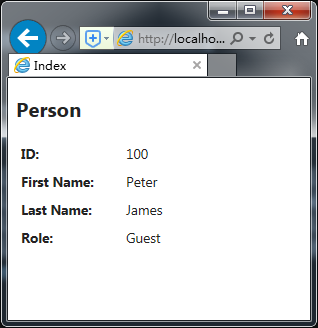 http://localho...
Index
Person
ID: 100
First Name: Peter
Last Name: James
Role: Guest